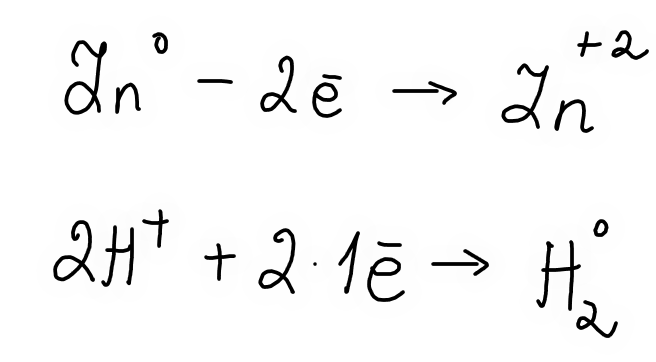 Zn⁰ − 2ē → Zn⁺²
2H⁺ + 2·1ē → H₂⁰